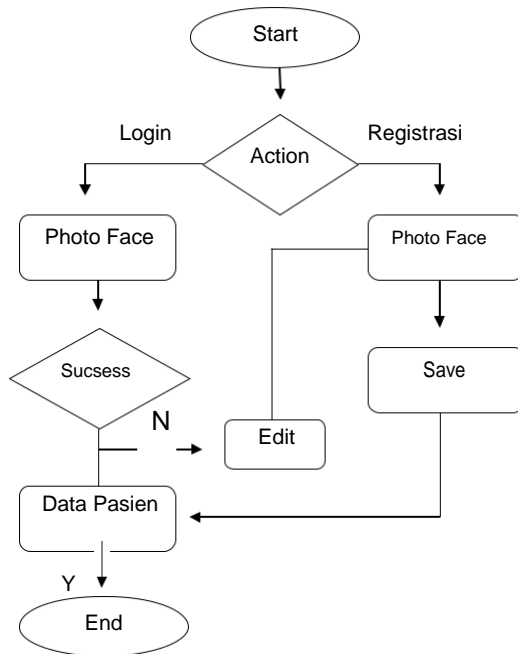 Start
Login
Registrasi
Action
Photo Face
Photo Face
Sucsess
Save
N
Edit
Data Pasien
Y
End